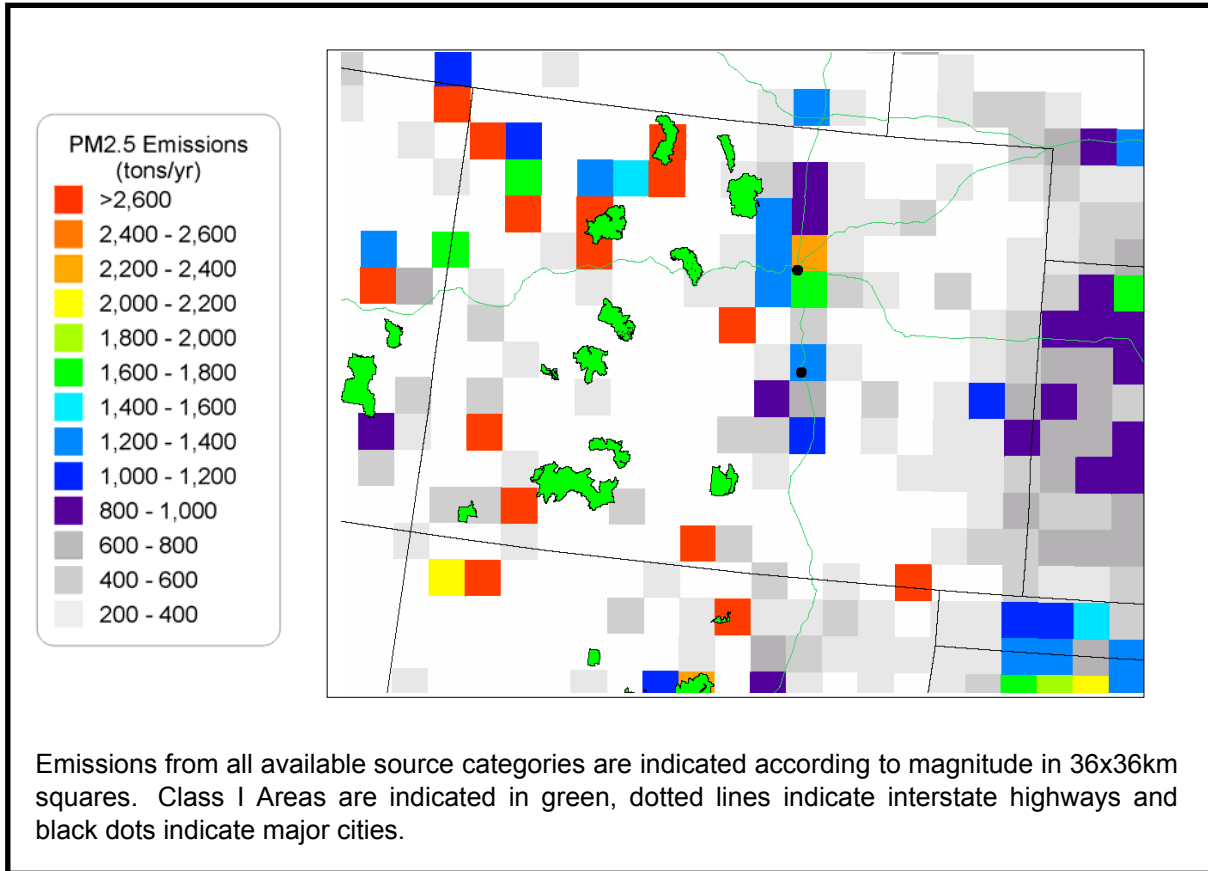 PM2.5 Emissions
(tons/yr)
>2,600
2,400 - 2,600
2,200 - 2,400
2,000 - 2,200
1,800 - 2,000
1,600 - 1,800
1,400 - 1,600
1,200 - 1,400
1,000 - 1,200
800 - 1,000
600 - 800
400 - 600
200 - 400
Emissions from all available source categories are indicated according to magnitude in 36x36km
squares. Class I Areas are indicated in green, dotted lines indicate interstate highways and
black dots indicate major cities.